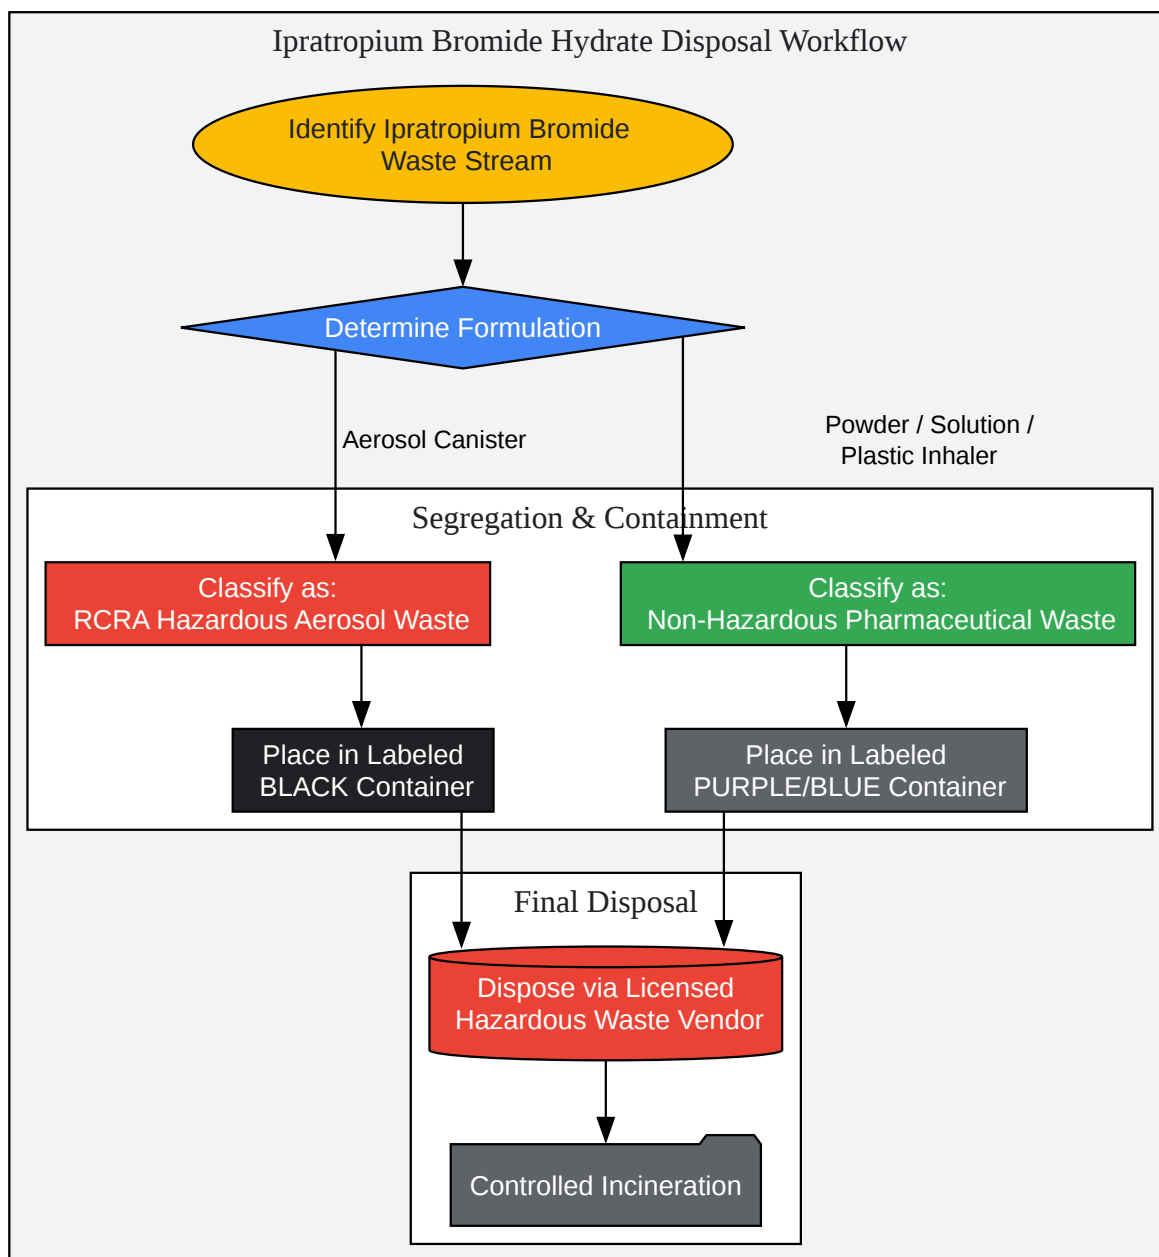 Ipratropium Bromide Hydrate Disposal Workflow
Identify Ipratropium Bromide
Waste Stream
Determine Formulation
Aerosol Canister
Powder / Solution /
Plastic Inhaler
Segregation & Containment
Classify as:
RCRA Hazardous Aerosol Waste
Classify as:
Non-Hazardous Pharmaceutical Waste
Place in Labeled
BLACK Container
Place in Labeled
PURPLE/BLUE Container
Final Disposal
Dispose via Licensed
Hazardous Waste Vendor
Controlled Incineration